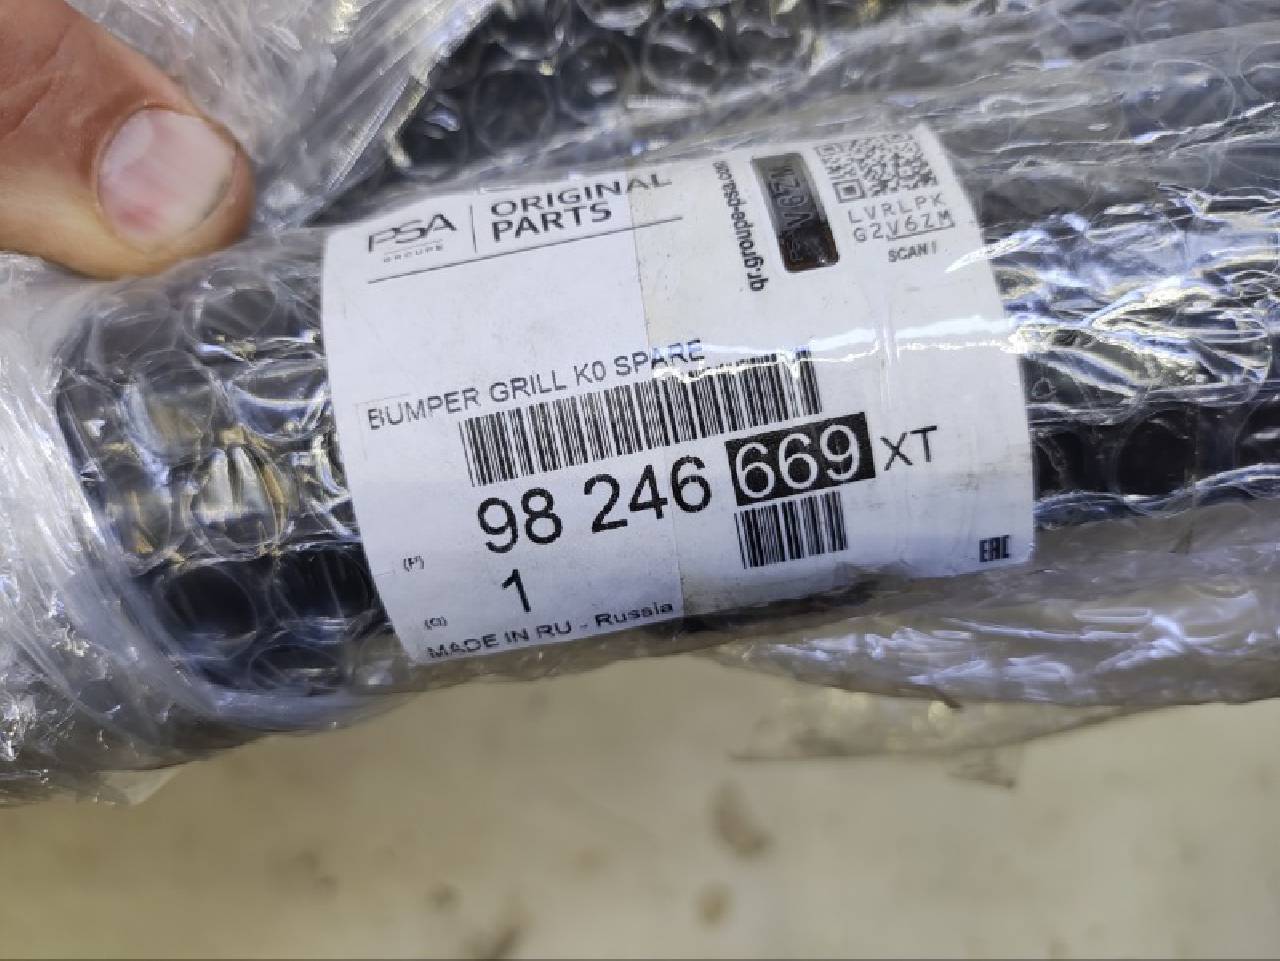 PSA
GROUPE
ORIGINAL
PARTS
qr.groupe-psa.com
V6ZM
LVRLPK
G2V6ZM
SCAN !
BUMPER GRILL K0 SPARE
98 246 669 XT
(P)
1
(Q)
MADE IN RU - Russia
EAC